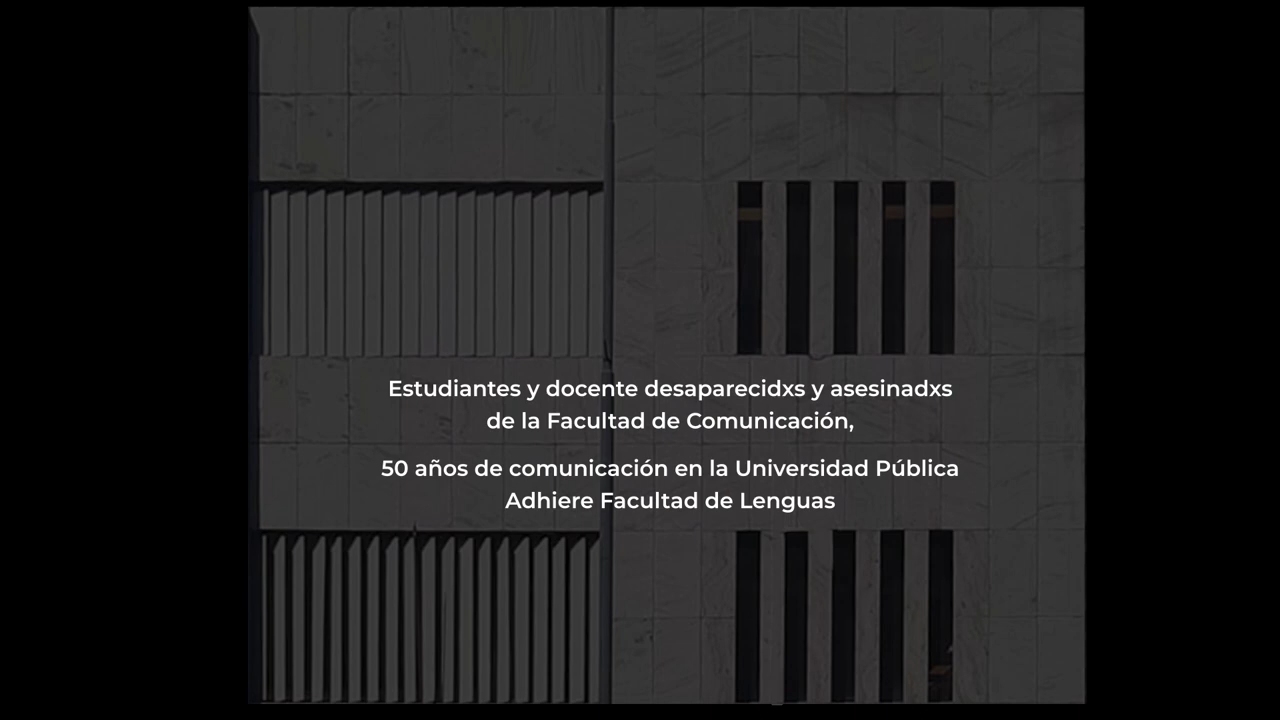 Estudiantes y docente desaparecidxs y asesinadxs
de la Facultad de Comunicación,
50 años de comunicación en la Universidad Pública
Adhiere Facultad de Lenguas